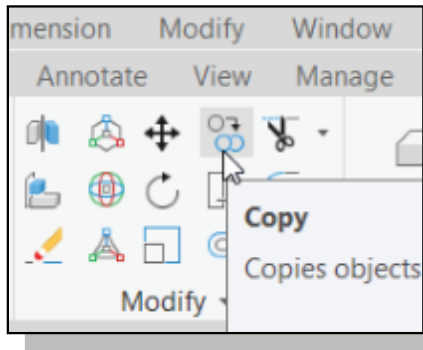 mension Modify Window
Annotate View Manage
Copy
Copies objects
Modify